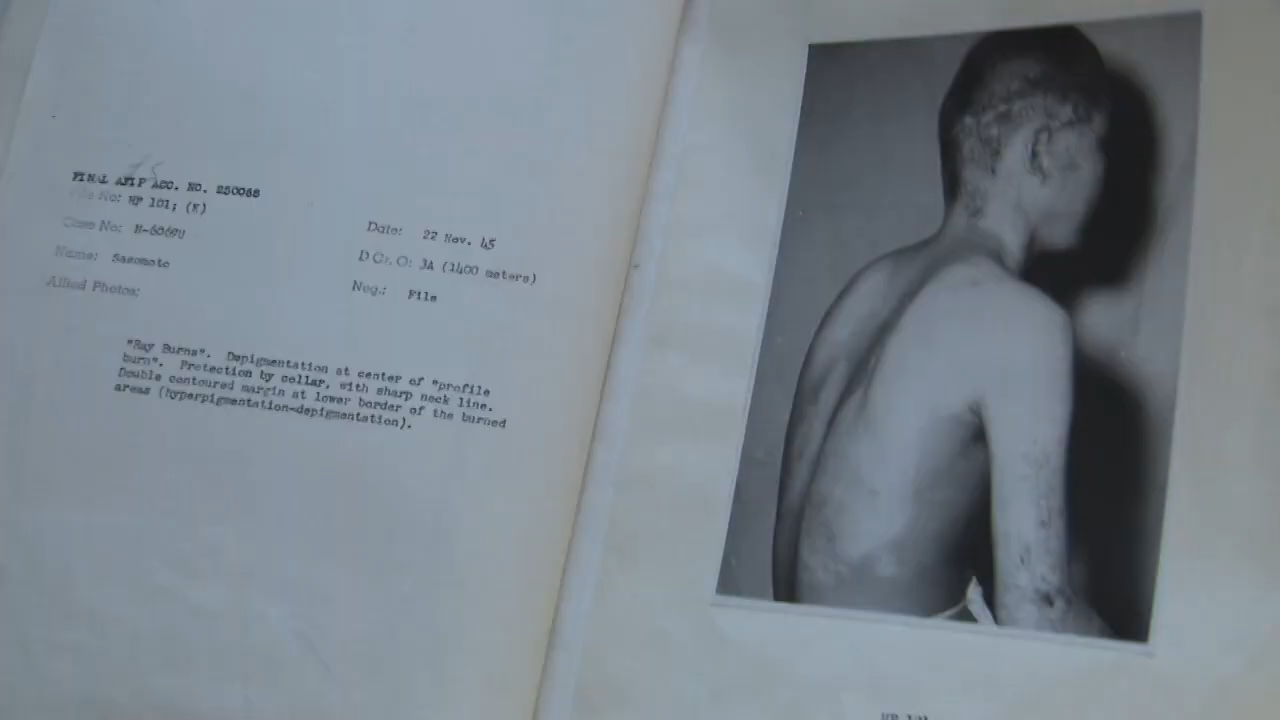 FINAL AFIP ACC. NO. 250068
File No: HP 101; (K)
Case No: H-6069U
Name: Sasomoto
Allied Photos:
Date: 22 Nov. 45
D Gr. O: 3A (1400 meters)
Neg.: File
"Ray Burns". Depigmentation at center of "profile
burn". Protection by collar, with sharp neck line.
Double contoured margin at lower border of the burned
areas (hyperpigmentation-depigmentation).